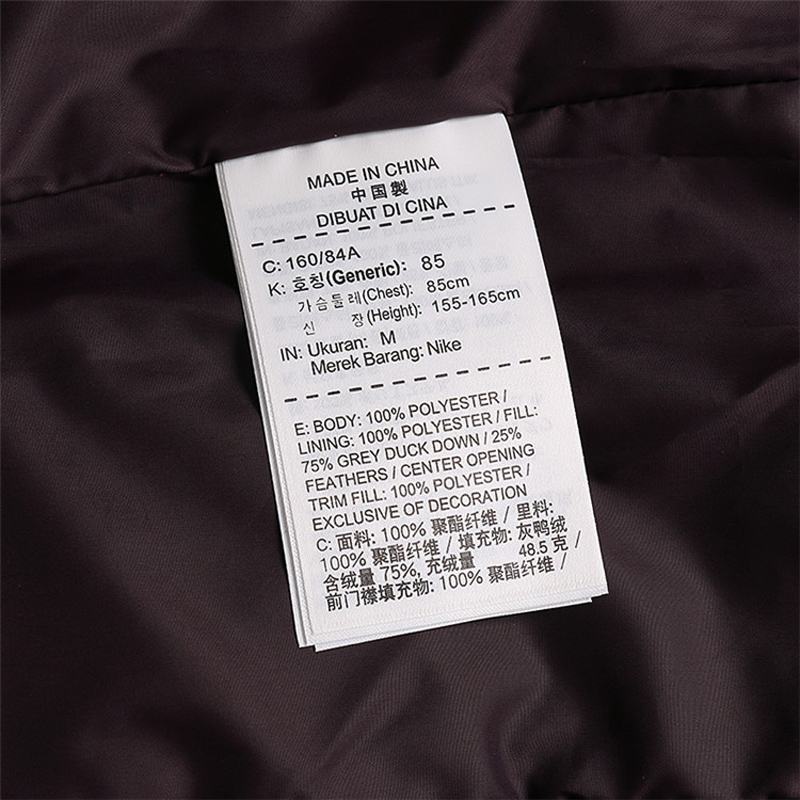 MADE IN CHINA
中国製
DIBUAT DI CINA
C: 160/84A
K: 호칭(Generic): 85
가슴둘레(Chest): 85cm
신 장(Height): 155-165cm
IN: Ukuran: M
Merek Barang: Nike
E: BODY: 100% POLYESTER /
LINING: 100% POLYESTER / FILL:
75% GREY DUCK DOWN / 25%
FEATHERS / CENTER OPENING
TRIM FILL: 100% POLYESTER /
EXCLUSIVE OF DECORATION
C: 面料: 100% 聚酯纤维 / 里料:
100% 聚酯纤维 / 填充物: 灰鸭绒
含绒量 75%, 充绒量 48.5 克 /
前门襟填充物: 100% 聚酯纤维 /